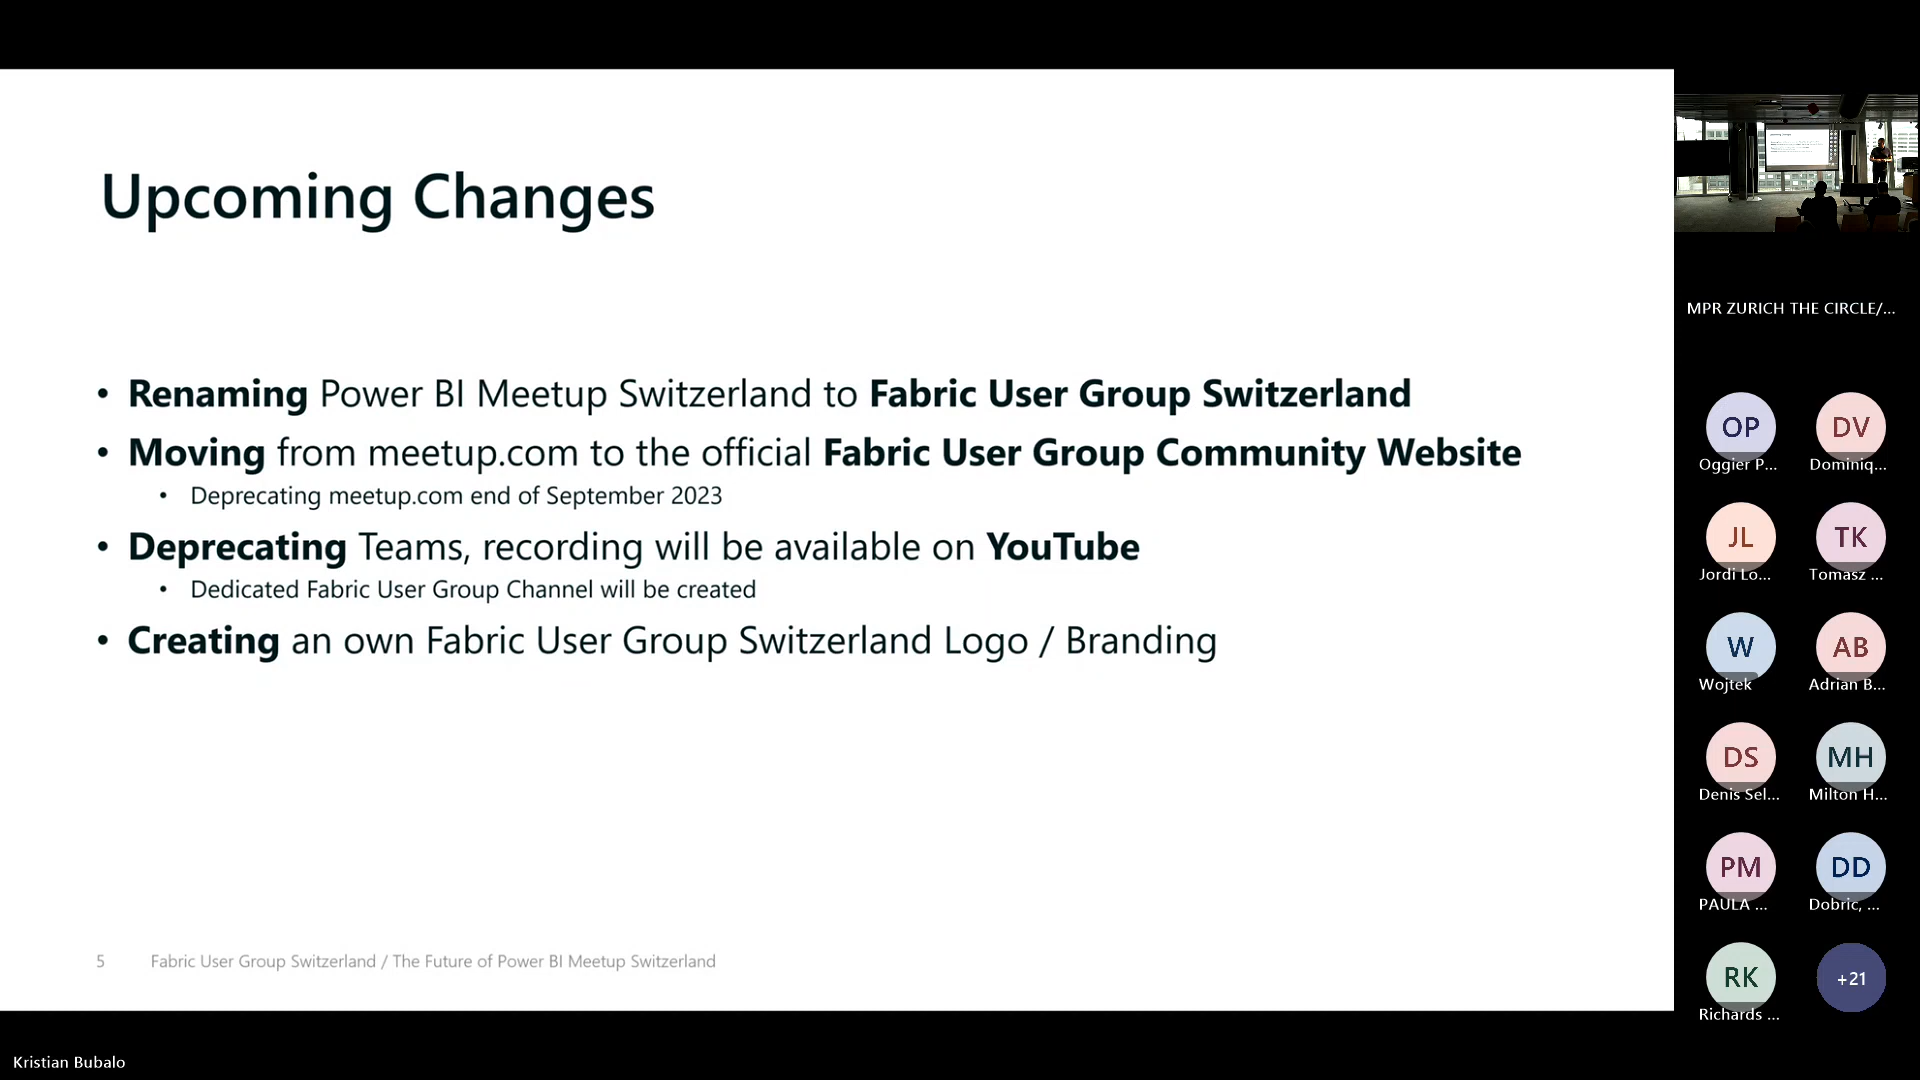 Upcoming Changes
• Renaming Power BI Meetup Switzerland to Fabric User Group Switzerland
• Moving from meetup.com to the official Fabric User Group Community Website
• Deprecating meetup.com end of September 2023
• Deprecating Teams, recording will be available on YouTube
• Dedicated Fabric User Group Channel will be created
• Creating an own Fabric User Group Switzerland Logo / Branding
5 Fabric User Group Switzerland / The Future of Power BI Meetup Switzerland
MPR ZURICH THE CIRCLE/...
OP DV
Oggier P... Dominiq...
JL TK
Jordi Lo... Tomasz ...
W AB
Wojtek Adrian B...
DS MH
Denis Sel... Milton H...
PM DD
PAULA ... Dobric, ...
RK +21
Richards ...
Kristian Bubalo